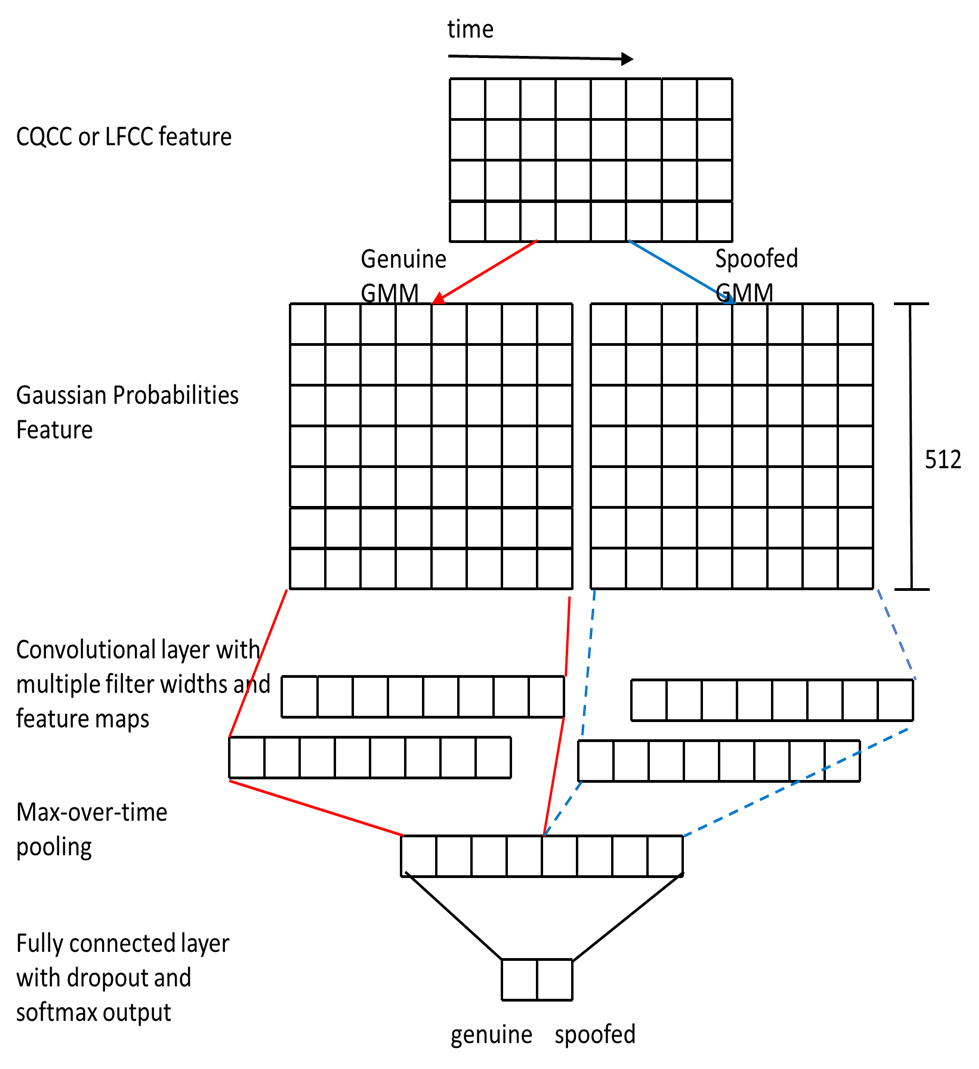 time
CQCC or LFCC feature
Genuine
GMM
Spoofed
GMM
Gaussian Probabilities
Feature
512
Convolutional layer with
multiple filter widths and
feature maps
Max-over-time
pooling
Fully connected layer
with dropout and
softmax output
genuine
spoofed